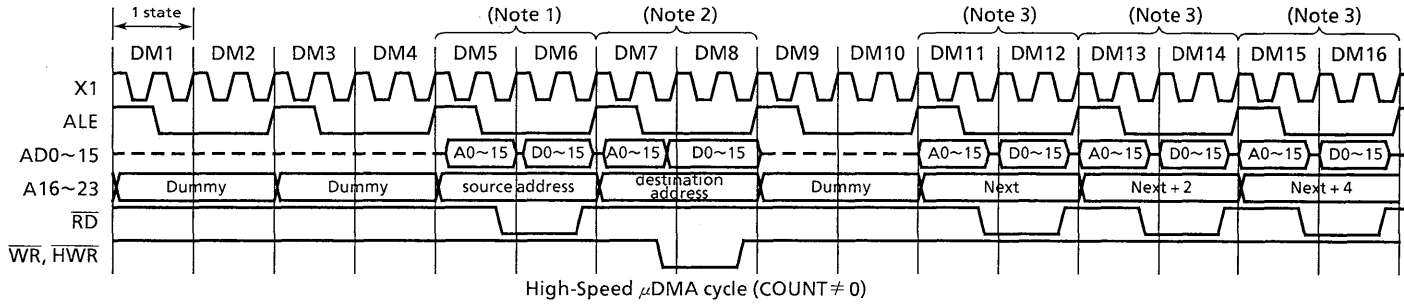 1 state (Note 1) (Note 2) (Note 3) (Note 3) (Note 3)
DM1 DM2 DM3 DM4 DM5 DM6 DM7 DM8 DM9 DM10 DM11 DM12 DM13 DM14 DM15 DM16
X1
ALE
AD0~15 A0~15 D0~15 A0~15 D0~15 A0~15 D0~15 A0~15 D0~15 A0~15 D0~15
A16~23 Dummy Dummy source address destination address Dummy Next Next + 2 Next + 4
RD
WR, HWR
High-Speed μDMA cycle (COUNT ≠ 0)